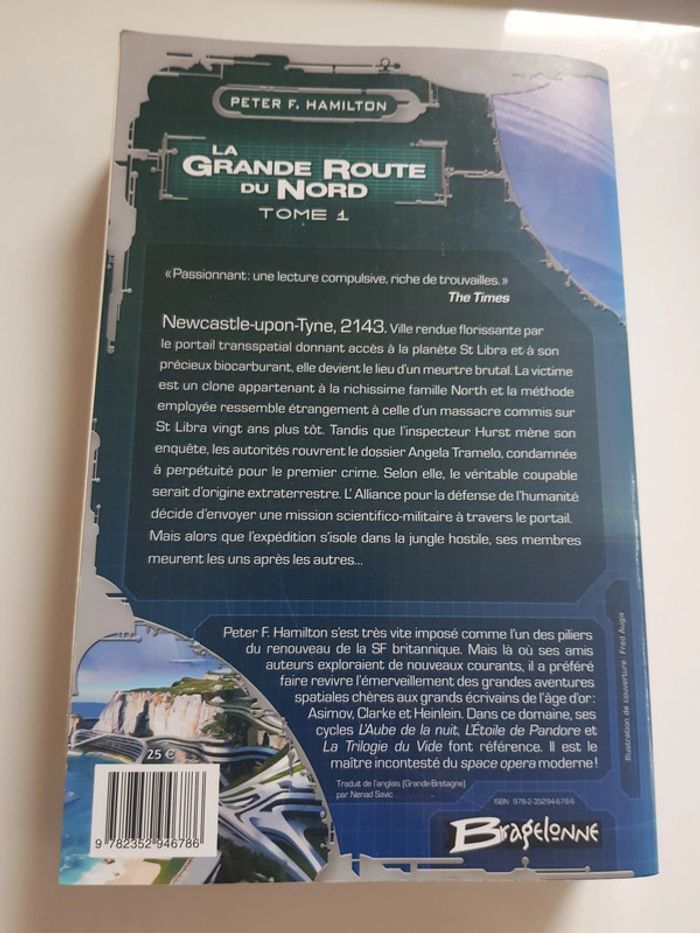 PETER F. HAMILTON
LA
GRANDE ROUTE
DU NORD
TOME 1
« Passionnant : une lecture compulsive, riche de trouvailles. »
The Times
Newcastle-upon-Tyne, 2143. Ville rendue florissante par
le portail transspatial donnant accès à la planète St Libra et à son
précieux biocarburant, elle devient le lieu d'un meurtre brutal. La victime
est un clone appartenant à la richissime famille North et la méthode
employée ressemble étrangement à celle d'un massacre commis sur
St Libra vingt ans plus tôt. Tandis que l'inspecteur Hurst mène son
enquête, les autorités rouvrent le dossier Angela Tramelo, condamnée
à perpétuité pour le premier crime. Selon elle, le véritable coupable
serait d'origine extraterrestre. L' Alliance pour la défense de l'humanité
décide d'envoyer une mission scientifico-militaire à travers le portail.
Mais alors que l'expédition s'isole dans la jungle hostile, ses membres
meurent les uns après les autres...
Peter F. Hamilton s'est très vite imposé comme l'un des piliers
du renouveau de la SF britannique. Mais là où ses amis
auteurs exploraient de nouveaux courants, il a préféré
faire revivre l'émerveillement des grandes aventures
spatiales chères aux grands écrivains de l'âge d'or :
Asimov, Clarke et Heinlein. Dans ce domaine, ses
cycles L'Aube de la nuit, L'Étoile de Pandore et
La Trilogie du Vide font référence. Il est le
maître incontesté du space opera moderne !
Traduit de l'anglais (Grande-Bretagne)
par Nenad Savic
Illustration de couverture : Fred Augis
25 €
9 782352 946786
ISBN 978-2-35294-678-6
BRAGELONNE